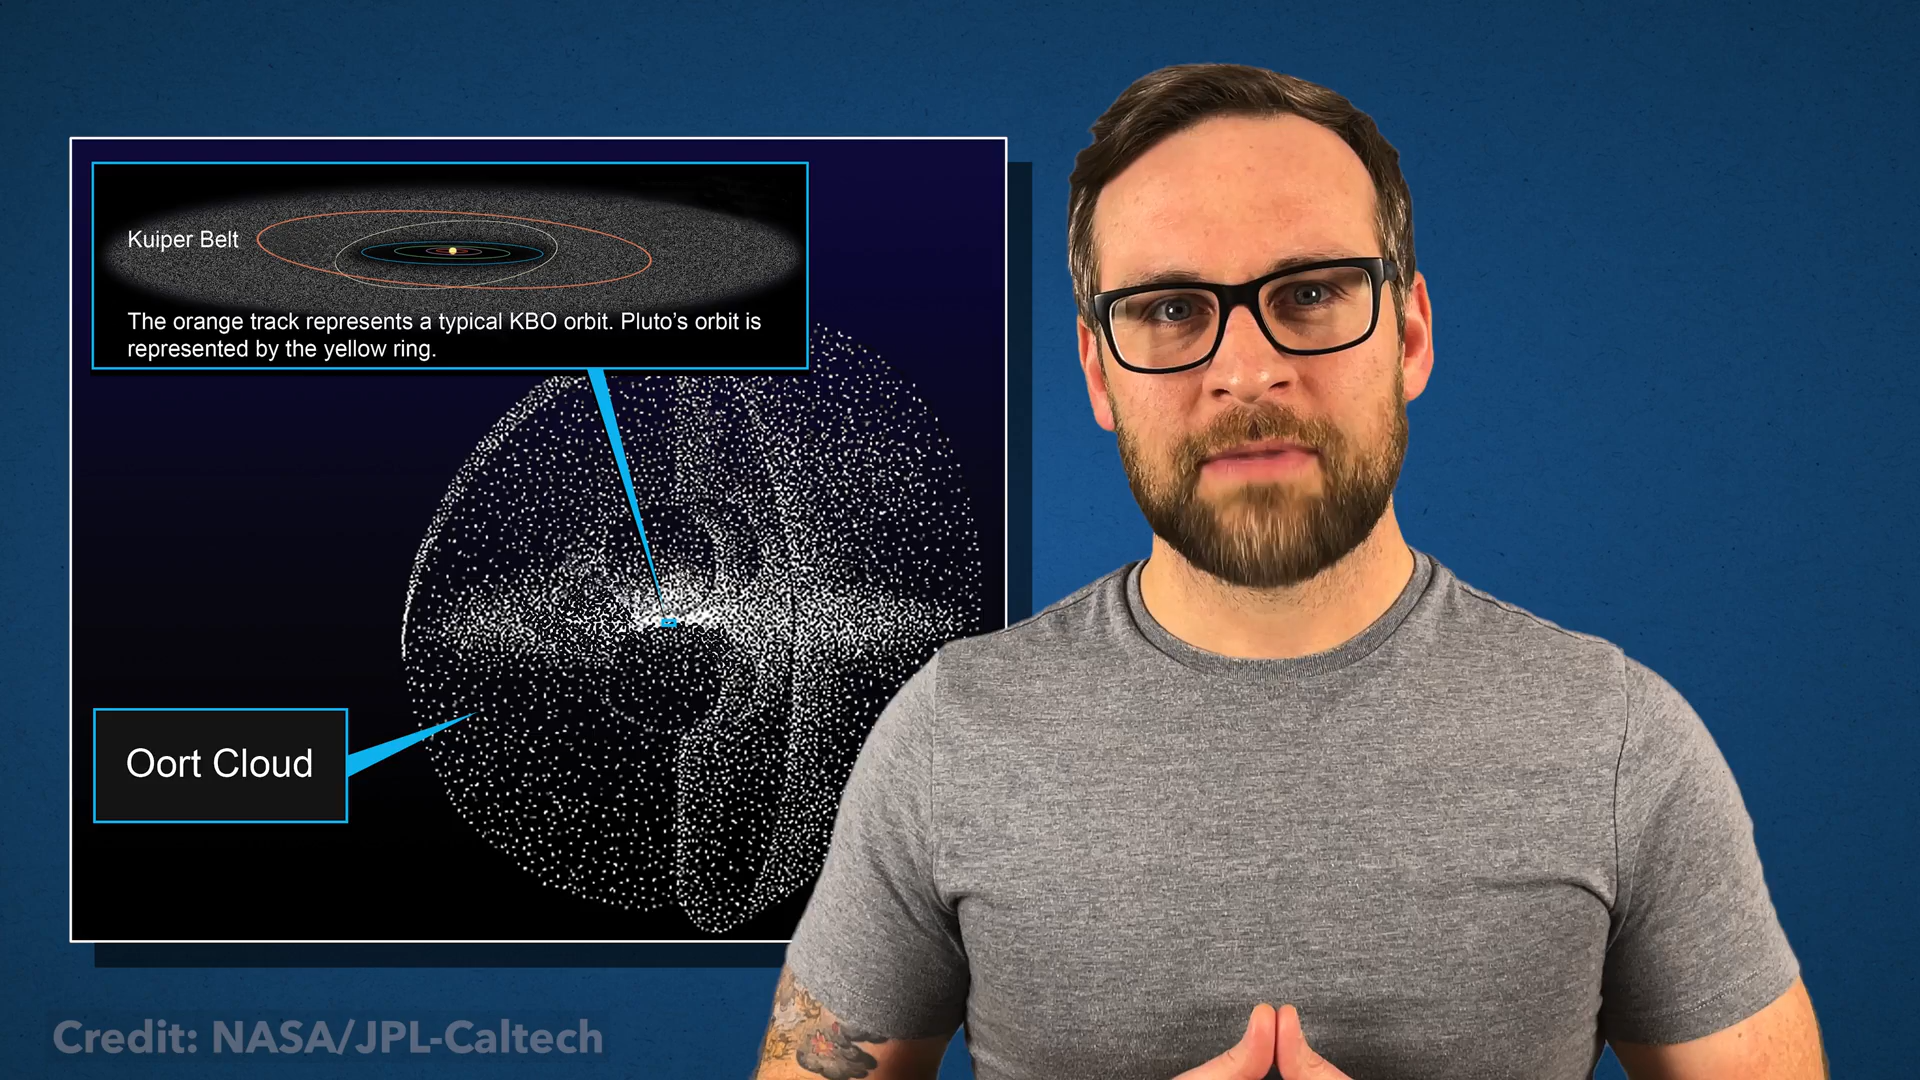 Kuiper Belt
The orange track represents a typical KBO orbit. Pluto’s orbit is
represented by the yellow ring.
Oort Cloud
Credit: NASA/JPL-Caltech